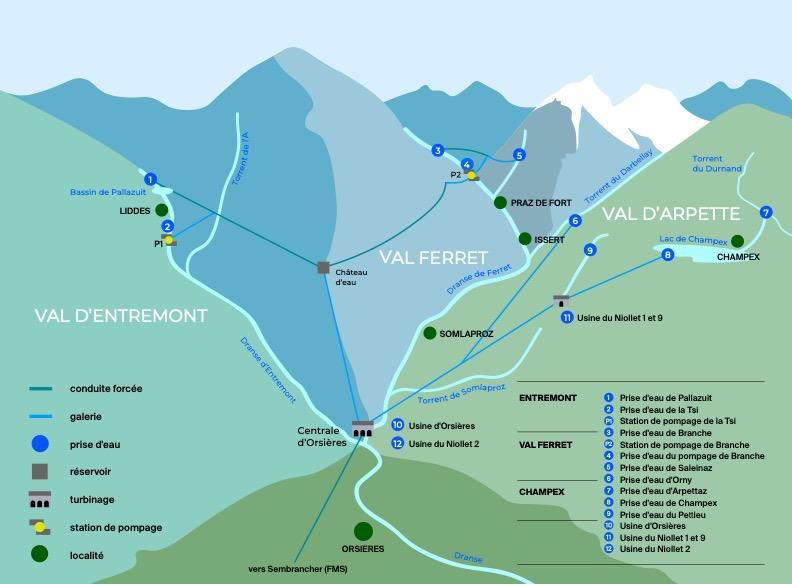 Torrent de l'A
1
Bassin de Pallazuit
LIDDES
2
P1
3
4
P2
5
PRAZ DE FORT
ISSERT
Torrent du Darbellay
Torrent
du Durnand
VAL D'ARPETTE
6
7
9
Lac de Champex
8
CHAMPEX
VAL FERRET
Château
d'eau
Dranse de Ferret
11 Usine du Niollet 1 et 9
VAL D'ENTREMONT
SOMLAPROZ
Dranse d'Entremont
Torrent de Somlaproz
Centrale
d'Orsières
10 Usine d'Orsières
12 Usine du Niollet 2
conduite forcée
galerie
prise d'eau
réservoir
turbinage
station de pompage
localité
ORSIERES
Dranse
vers Sembrancher (FMS)
ENTREMONT
1 Prise d'eau de Pallazuit
2 Prise d'eau de la Tsi
P1 Station de pompage de la Tsi
3 Prise d'eau de Branche
VAL FERRET
P2 Station de pompage de Branche
4 Prise d'eau du pompage de Branche
5 Prise d'eau de Saleinaz
6 Prise d'eau d'Orny
CHAMPEX
7 Prise d'eau d'Arpettaz
8 Prise d'eau de Champex
9 Prise d'eau du Pettieu
10 Usine d'Orsières
11 Usine du Niollet 1 et 9
12 Usine du Niollet 2